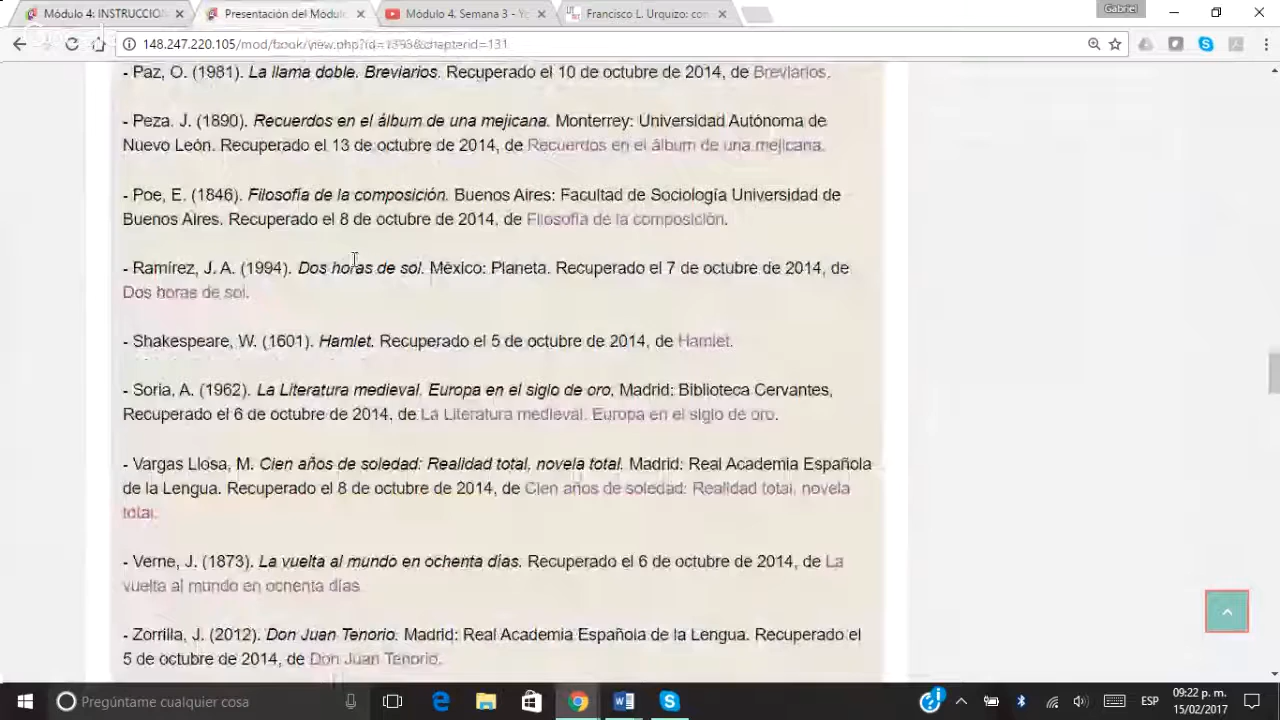 Módulo 4: INSTRUCCION
Presentación del Módulo
Módulo 4. Semana 3 - Yo
Francisco L. Urquizo: con
Gabriel
148.247.220.105/mod/book/view.php?id=1393&chapterid=131
- Paz, O. (1981). La llama doble. Breviarios. Recuperado el 10 de octubre de 2014, de Breviarios.
- Peza. J. (1890). Recuerdos en el álbum de una mejicana. Monterrey: Universidad Autónoma de
Nuevo León. Recuperado el 13 de octubre de 2014, de Recuerdos en el álbum de una mejicana.
- Poe, E. (1846). Filosofía de la composición. Buenos Aires: Facultad de Sociología Universidad de
Buenos Aires. Recuperado el 8 de octubre de 2014, de Filosofía de la composición.
- Ramírez, J. A. (1994). Dos horas de sol. México: Planeta. Recuperado el 7 de octubre de 2014, de
Dos horas de sol.
- Shakespeare, W. (1601). Hamlet. Recuperado el 5 de octubre de 2014, de Hamlet.
- Soria, A. (1962). La Literatura medieval. Europa en el siglo de oro, Madrid: Biblioteca Cervantes,
Recuperado el 6 de octubre de 2014, de La Literatura medieval. Europa en el siglo de oro.
- Vargas Llosa, M. Cien años de soledad: Realidad total, novela total. Madrid: Real Academia Española
de la Lengua. Recuperado el 8 de octubre de 2014, de Cien años de soledad: Realidad total, novela
total.
- Verne, J. (1873). La vuelta al mundo en ochenta días. Recuperado el 6 de octubre de 2014, de La
vuelta al mundo en ochenta días
- Zorrilla, J. (2012). Don Juan Tenorio. Madrid: Real Academia Española de la Lengua. Recuperado el
5 de octubre de 2014, de Don Juan Tenorio.
Pregúntame cualquier cosa
ESP
09:22 p. m.
15/02/2017